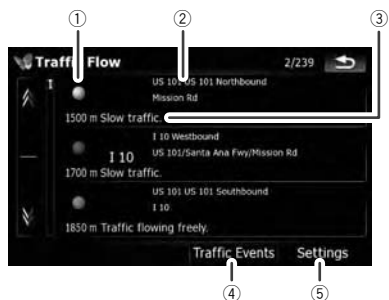 ① ② ③
Traffic Flow 2/239
1
US 101 US 101 Northbound
Mission Rd
1500 m Slow traffic.
I 10 Westbound
I 10 US 101/Santa Ana Fwy/Mission Rd
1700 m Slow traffic.
US 101 US 101 Southbound
I 10
1850 m Traffic flowing freely.
Traffic Events Settings
④ ⑤